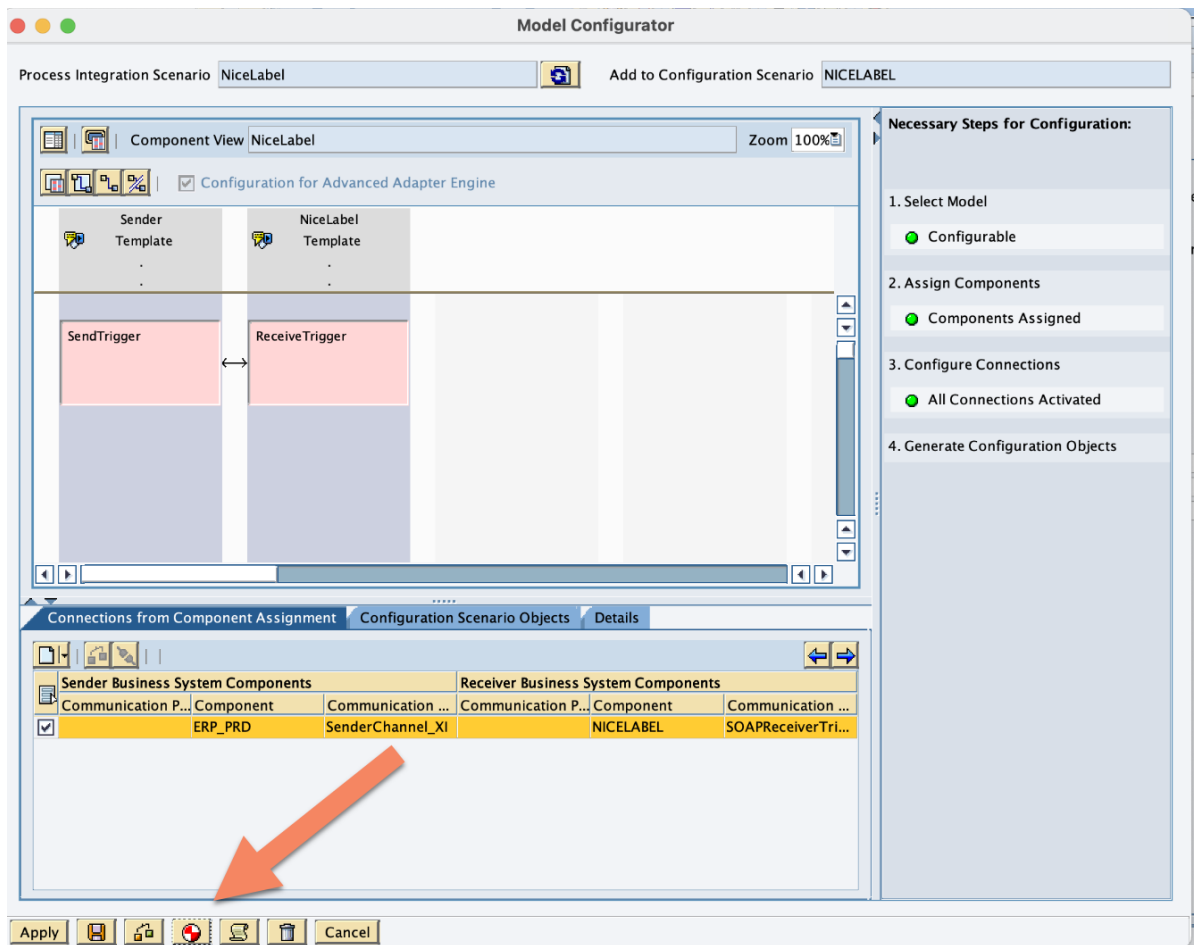 Model Configurator
Process Integration Scenario NiceLabel
Add to Configuration Scenario NICELABEL
Component View NiceLabel
Zoom 100%
Configuration for Advanced Adapter Engine
Sender
Template
.
.
NiceLabel
Template
.
.
SendTrigger
ReceiveTrigger
Necessary Steps for Configuration:
1. Select Model
Configurable
2. Assign Components
Components Assigned
3. Configure Connections
All Connections Activated
4. Generate Configuration Objects
Connections from Component Assignment Configuration Scenario Objects Details
Sender Business System Components Receiver Business System Components
Communication P... Component Communication ... Communication P... Component Communication ...
ERP_PRD SenderChannel_XI NICELABEL SOAPReceiverTri...
Apply Cancel